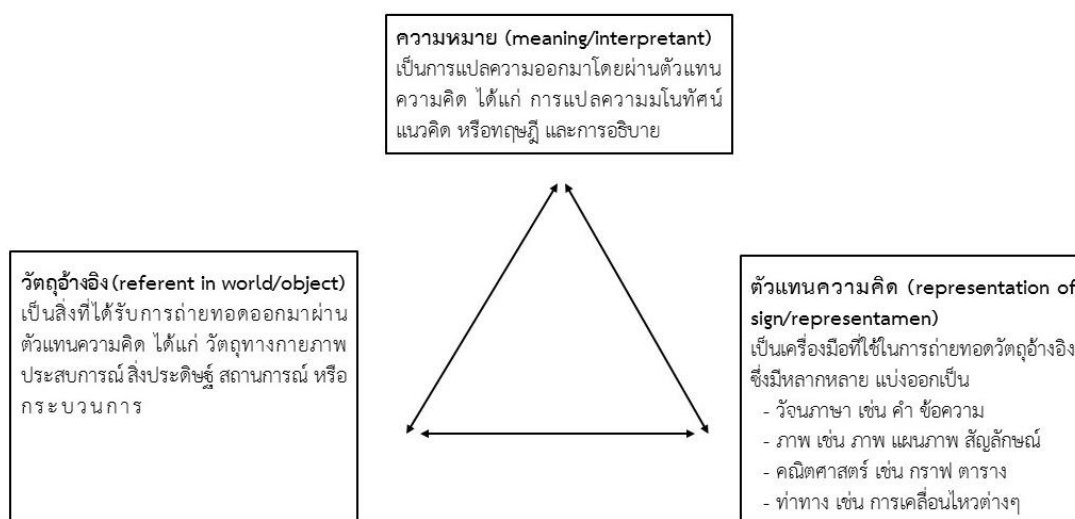 ความหมาย (meaning/interpretant)
เป็นการแปลความออกมาโดยผ่านตัวแทน
ความคิด ได้แก่ การแปลความมโนทัศน์
แนวคิด หรือทฤษฎี และการอธิบาย
วัตถุอ้างอิง (referent in world/object)
เป็นสิ่งที่ได้รับการถ่ายทอดออกมาผ่าน
ตัวแทนความคิด ได้แก่ วัตถุทางกายภาพ
ประสบการณ์ สิ่งประดิษฐ์ สถานการณ์ หรือ
กระบวนการ
ตัวแทนความคิด (representation of
sign/representamen)
เป็นเครื่องมือที่ใช้ในการถ่ายทอดวัตถุอ้างอิง
ซึ่งมีหลากหลาย แบ่งออกเป็น
- วัจนภาษา เช่น คำ ข้อความ
- ภาพ เช่น ภาพ แผนภาพ สัญลักษณ์
- คณิตศาสตร์ เช่น กราฟ ตาราง
- ท่าทาง เช่น การเคลื่อนไหวต่างๆ